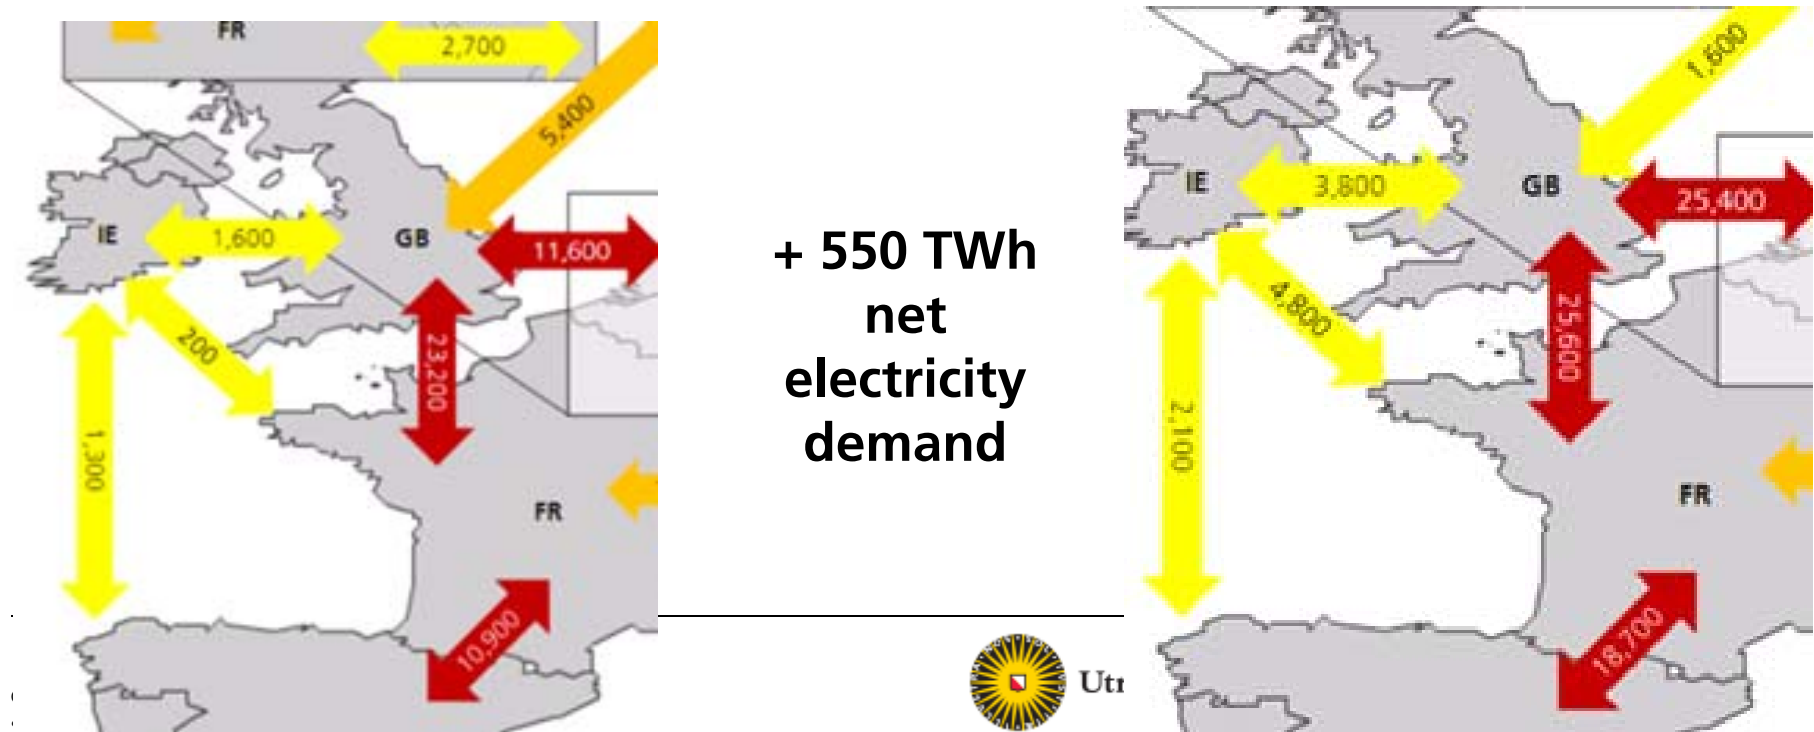 FR
2,700
5,400
IE
1,600
GB
11,600
200
23,200
1,300
FR
10,900
+ 550 TWh
net
electricity
demand
Utr
1,600
IE
3,800
GB
25,400
4,800
25,600
2,100
FR
18,700